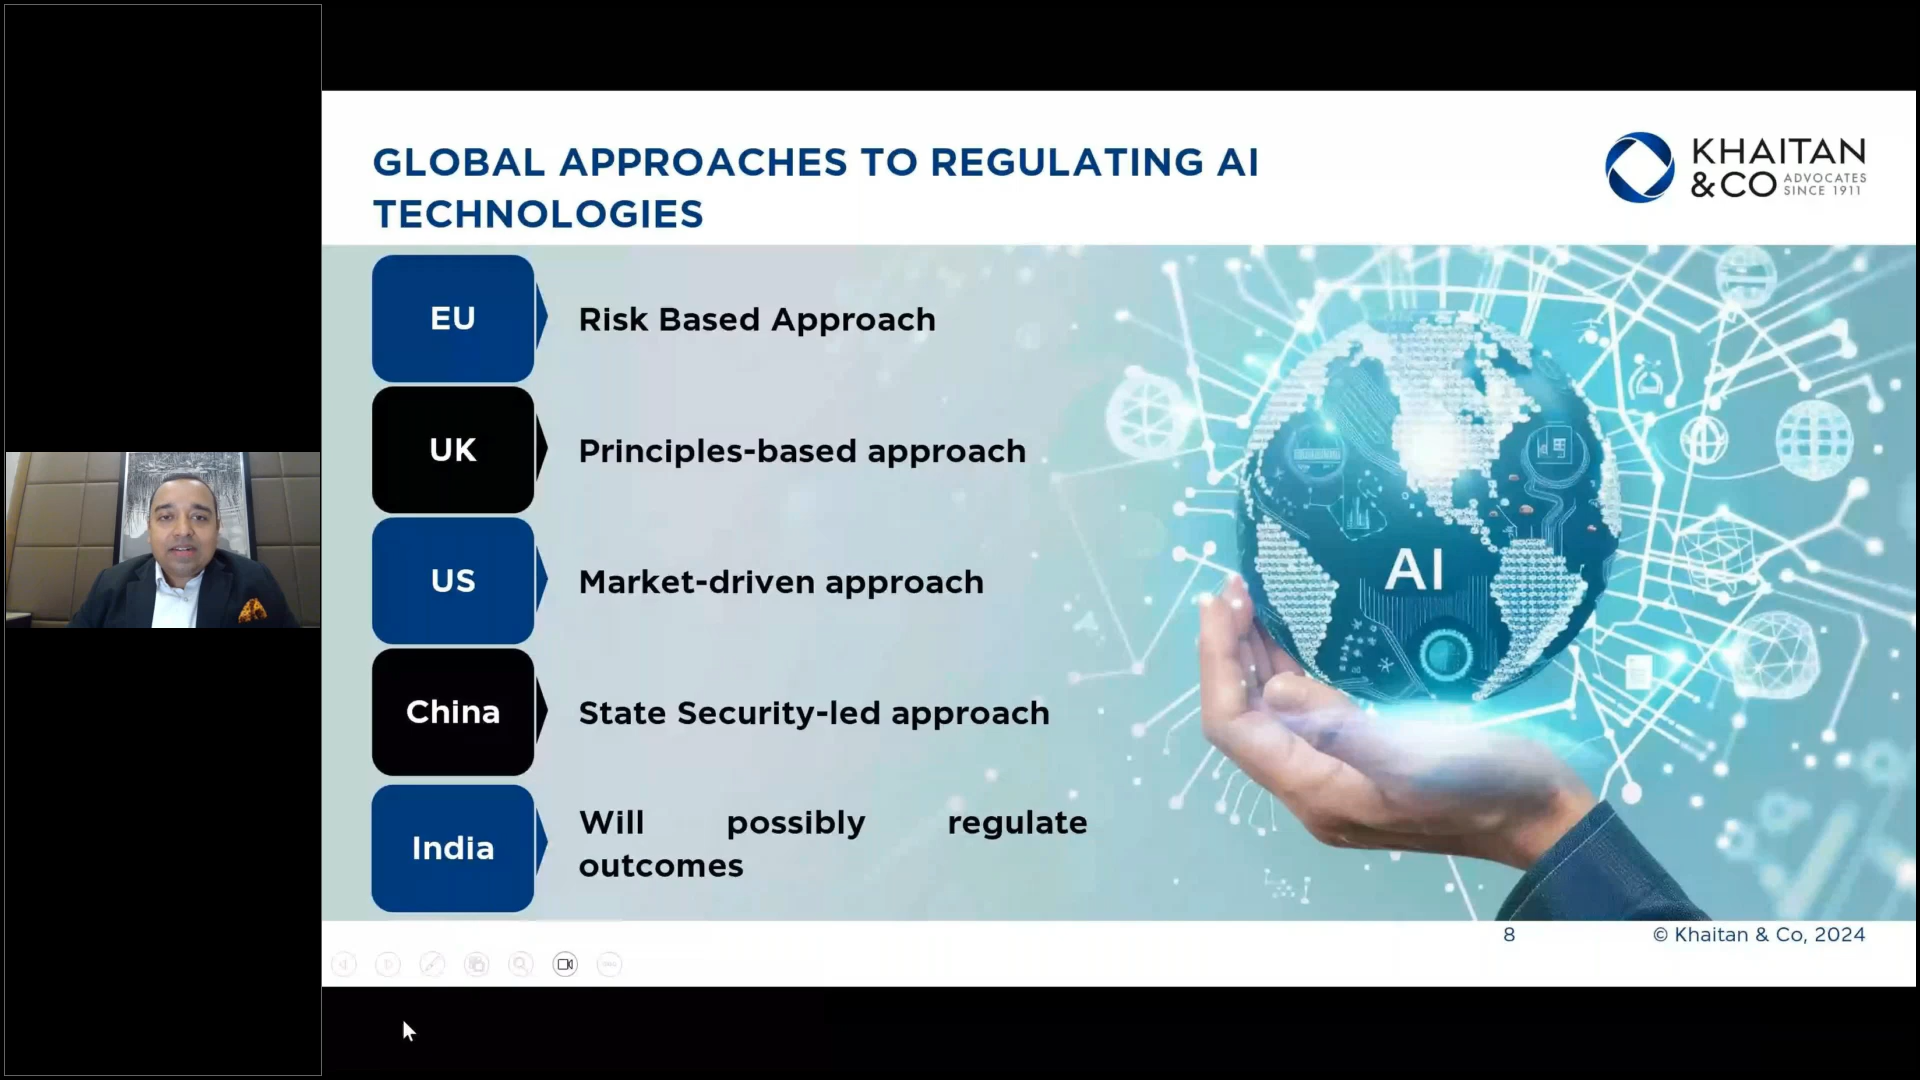 GLOBAL APPROACHES TO REGULATING AI
TECHNOLOGIES
KHAITAN
& CO ADVOCATES SINCE 1911
EU
Risk Based Approach
UK
Principles-based approach
US
Market-driven approach
China
State Security-led approach
India
Will possibly regulate
outcomes
AI
8
© Khaitan & Co, 2024